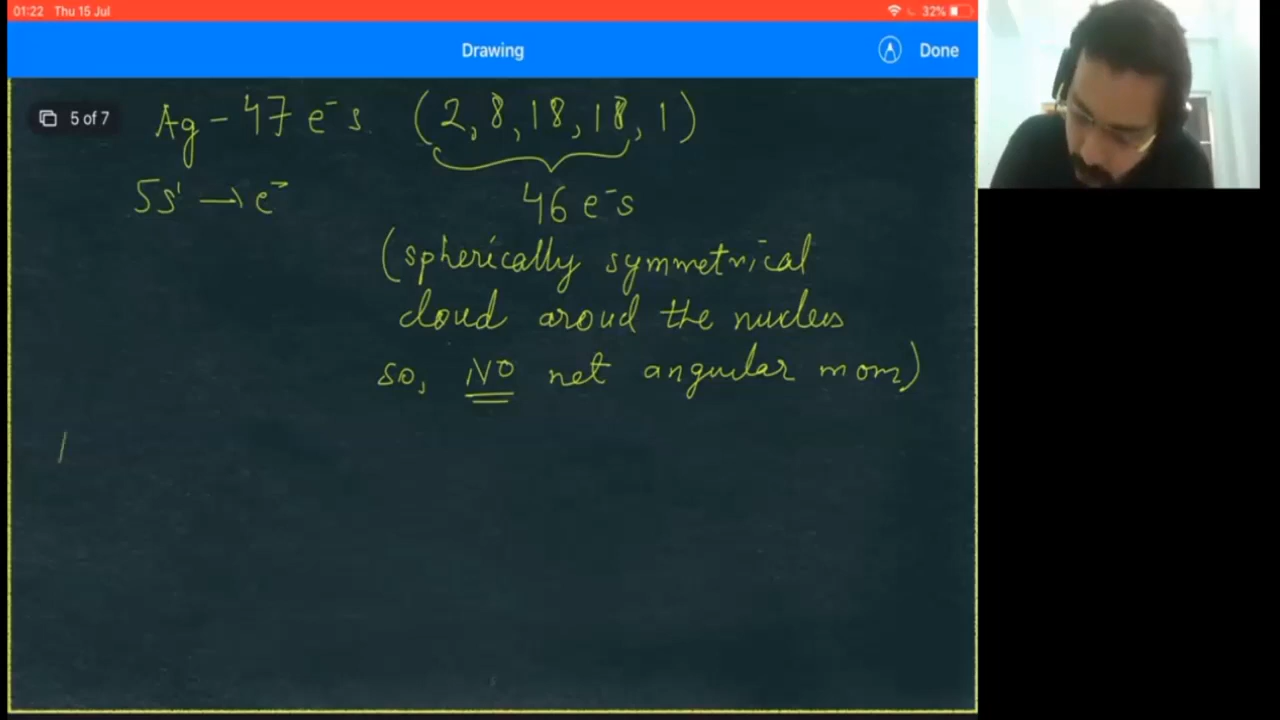 01:22 Thu 15 Jul 32%
Drawing Done
5 of 7
Ag - 47 e⁻s (2, 8, 18, 18, 1)
5s¹ → e⁻ 46 e⁻s
(spherically symmetrical
cloud aroud the nucleus
so, NO net angular mom)